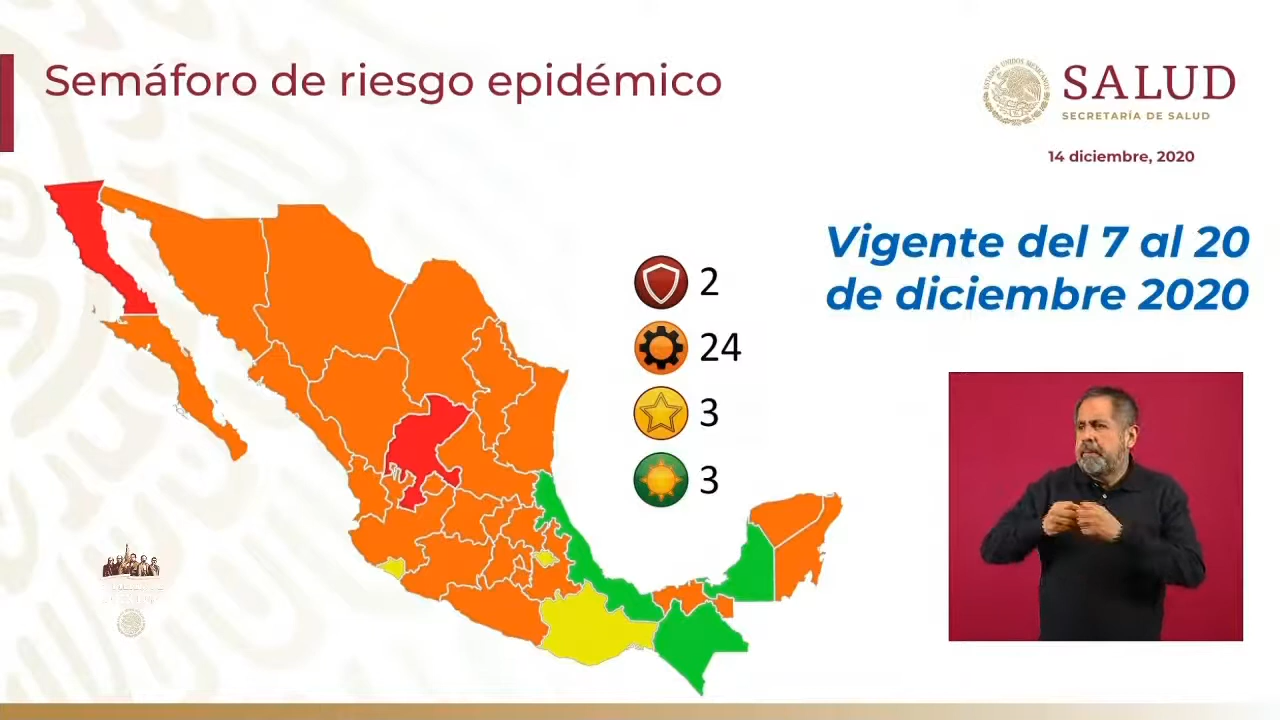 Semáforo de riesgo epidémico
SALUD
SECRETARÍA DE SALUD
14 diciembre, 2020
Vigente del 7 al 20
de diciembre 2020
2
24
3
3